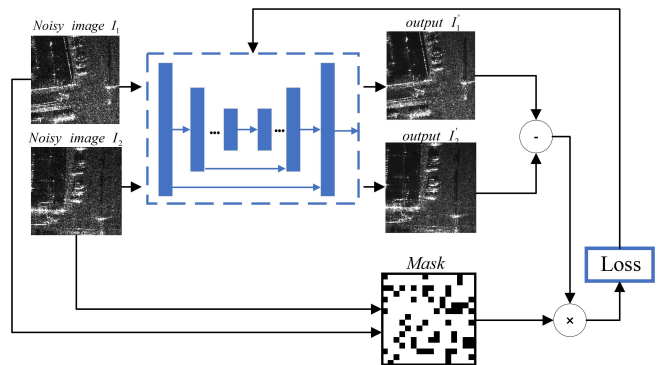 Noisy image I₁
output I₁'
Noisy image I₂
output I₂'
...
...
-
Mask
Loss
×